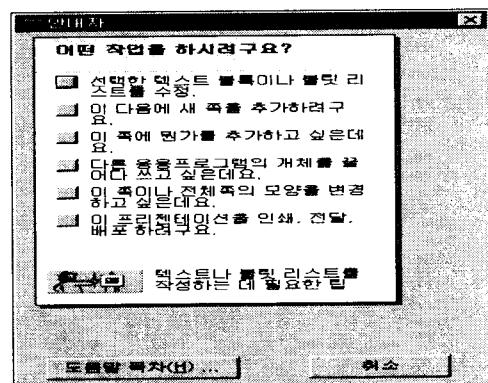 안내자
어떤 작업을 하시려구요?
선택한 텍스트 블록이나 불릿 리
스트를 수정.
이 다음에 새 쪽을 추가하려구
요.
이 쪽에 뭔가를 추가하고 싶은데
요.
다른 응용프로그램의 개체를 끌
어다 쓰고 싶은데요.
이 쪽이나 전체쪽의 모양을 변경
하고 싶은데요.
이 프리젠테이션을 인쇄, 전달,
배포하려구요.
텍스트나 불릿 리스트를
작성하는 데 필요한 팁
도움말 목차(H) ...
취소